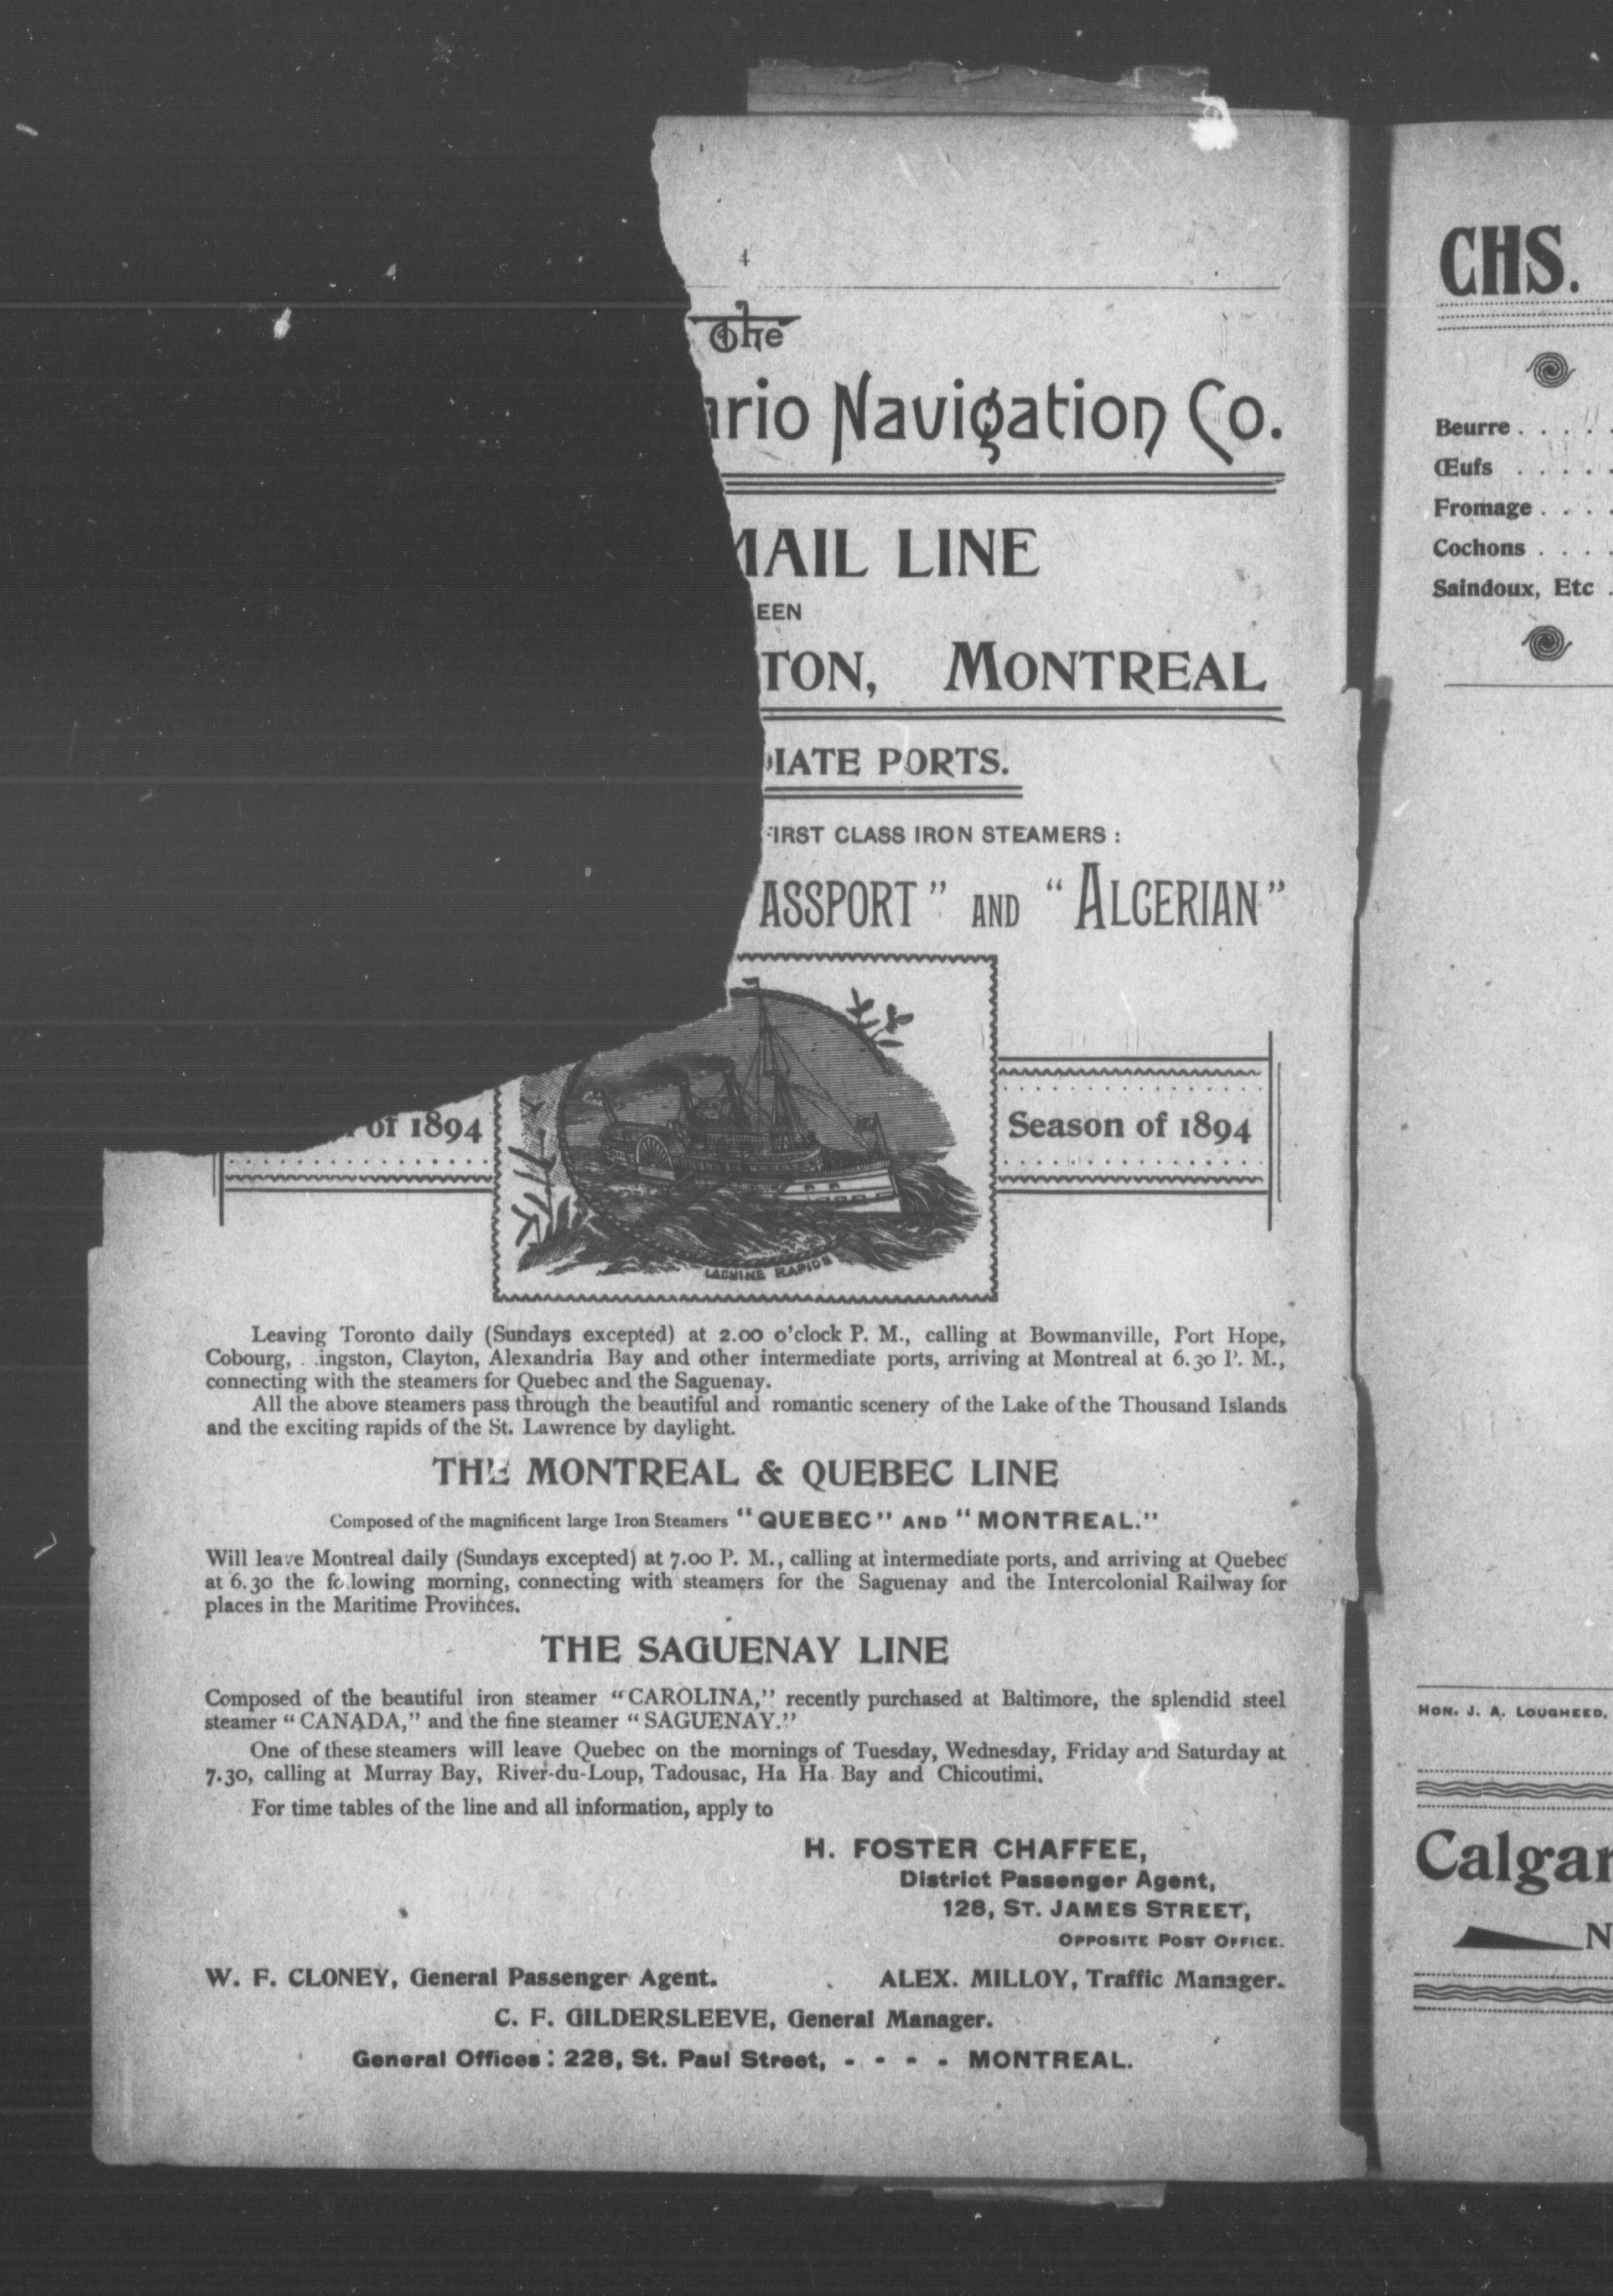 4
The
ario Navigation Co.
MAIL LINE
EEN
TON, MONTREAL
DIATE PORTS.
FIRST CLASS IRON STEAMERS :
ASSPORT” AND “ALGERIAN”
of 1894
Season of 1894
LACHINE RAPIDS
Leaving Toronto daily (Sundays excepted) at 2.00 o'clock P. M., calling at Bowmanville, Port Hope,
Cobourg, ingston, Clayton, Alexandria Bay and other intermediate ports, arriving at Montreal at 6.30 P. M.,
connecting with the steamers for Quebec and the Saguenay.
All the above steamers pass through the beautiful and romantic scenery of the Lake of the Thousand Islands
and the exciting rapids of the St. Lawrence by daylight.
THE MONTREAL & QUEBEC LINE
Composed of the magnificent large Iron Steamers “QUEBEC” AND “MONTREAL.”
Will leave Montreal daily (Sundays excepted) at 7.00 P. M., calling at intermediate ports, and arriving at Quebec
at 6.30 the following morning, connecting with steamers for the Saguenay and the Intercolonial Railway for
places in the Maritime Provinces.
THE SAGUENAY LINE
Composed of the beautiful iron steamer “CAROLINA,” recently purchased at Baltimore, the splendid steel
steamer “CANADA,” and the fine steamer “SAGUENAY.”
One of these steamers will leave Quebec on the mornings of Tuesday, Wednesday, Friday and Saturday at
7.30, calling at Murray Bay, River-du-Loup, Tadousac, Ha Ha Bay and Chicoutimi.
For time tables of the line and all information, apply to
H. FOSTER CHAFFEE,
District Passenger Agent,
128, ST. JAMES STREET,
OPPOSITE POST OFFICE.
W. F. CLONEY, General Passenger Agent.
ALEX. MILLOY, Traffic Manager.
C. F. GILDERSLEEVE, General Manager.
General Offices : 228, St. Paul Street, - - - - MONTREAL.
CHS.
Beurre . . . .
Œufs . . . .
Fromage . . . .
Cochons . . . .
Saindoux, Etc .
HON. J. A. LOUGHEED,
Calgar
N